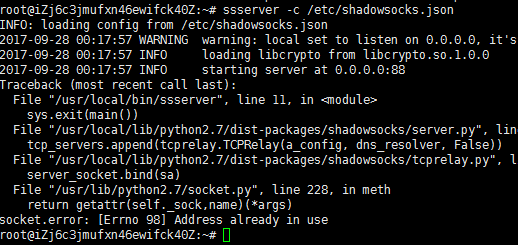 root@iZj6c3jmufxn46ewifck40Z:~# ssserver -c /etc/shadowsocks.json
INFO: loading config from /etc/shadowsocks.json
2017-09-28 00:17:57 WARNING  warning: local set to listen on 0.0.0.0, it's
2017-09-28 00:17:57 INFO     loading libcrypto from libcrypto.so.1.0.0
2017-09-28 00:17:57 INFO     starting server at 0.0.0.0:88
Traceback (most recent call last):
  File "/usr/local/bin/ssserver", line 11, in <module>
    sys.exit(main())
  File "/usr/local/lib/python2.7/dist-packages/shadowsocks/server.py", lin
    tcp_servers.append(tcprelay.TCPRelay(a_config, dns_resolver, False))
  File "/usr/local/lib/python2.7/dist-packages/shadowsocks/tcprelay.py", l
    server_socket.bind(sa)
  File "/usr/lib/python2.7/socket.py", line 228, in meth
    return getattr(self._sock,name)(*args)
socket.error: [Errno 98] Address already in use
root@iZj6c3jmufxn46ewifck40Z:~#